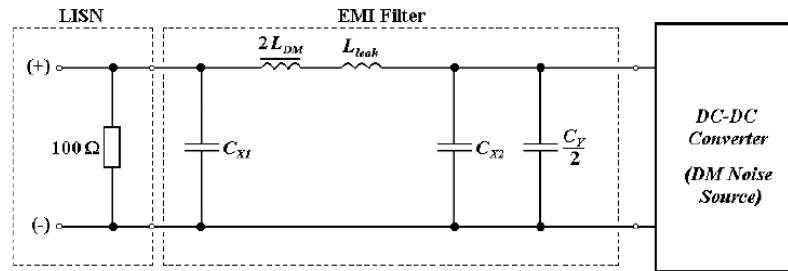 LISN
EMI Filter
2 L_DM
L_leak
(+)
100 Ω
C_X1
C_X2
C_Y
2
DC-DC
Converter
(DM Noise
Source)
(-)